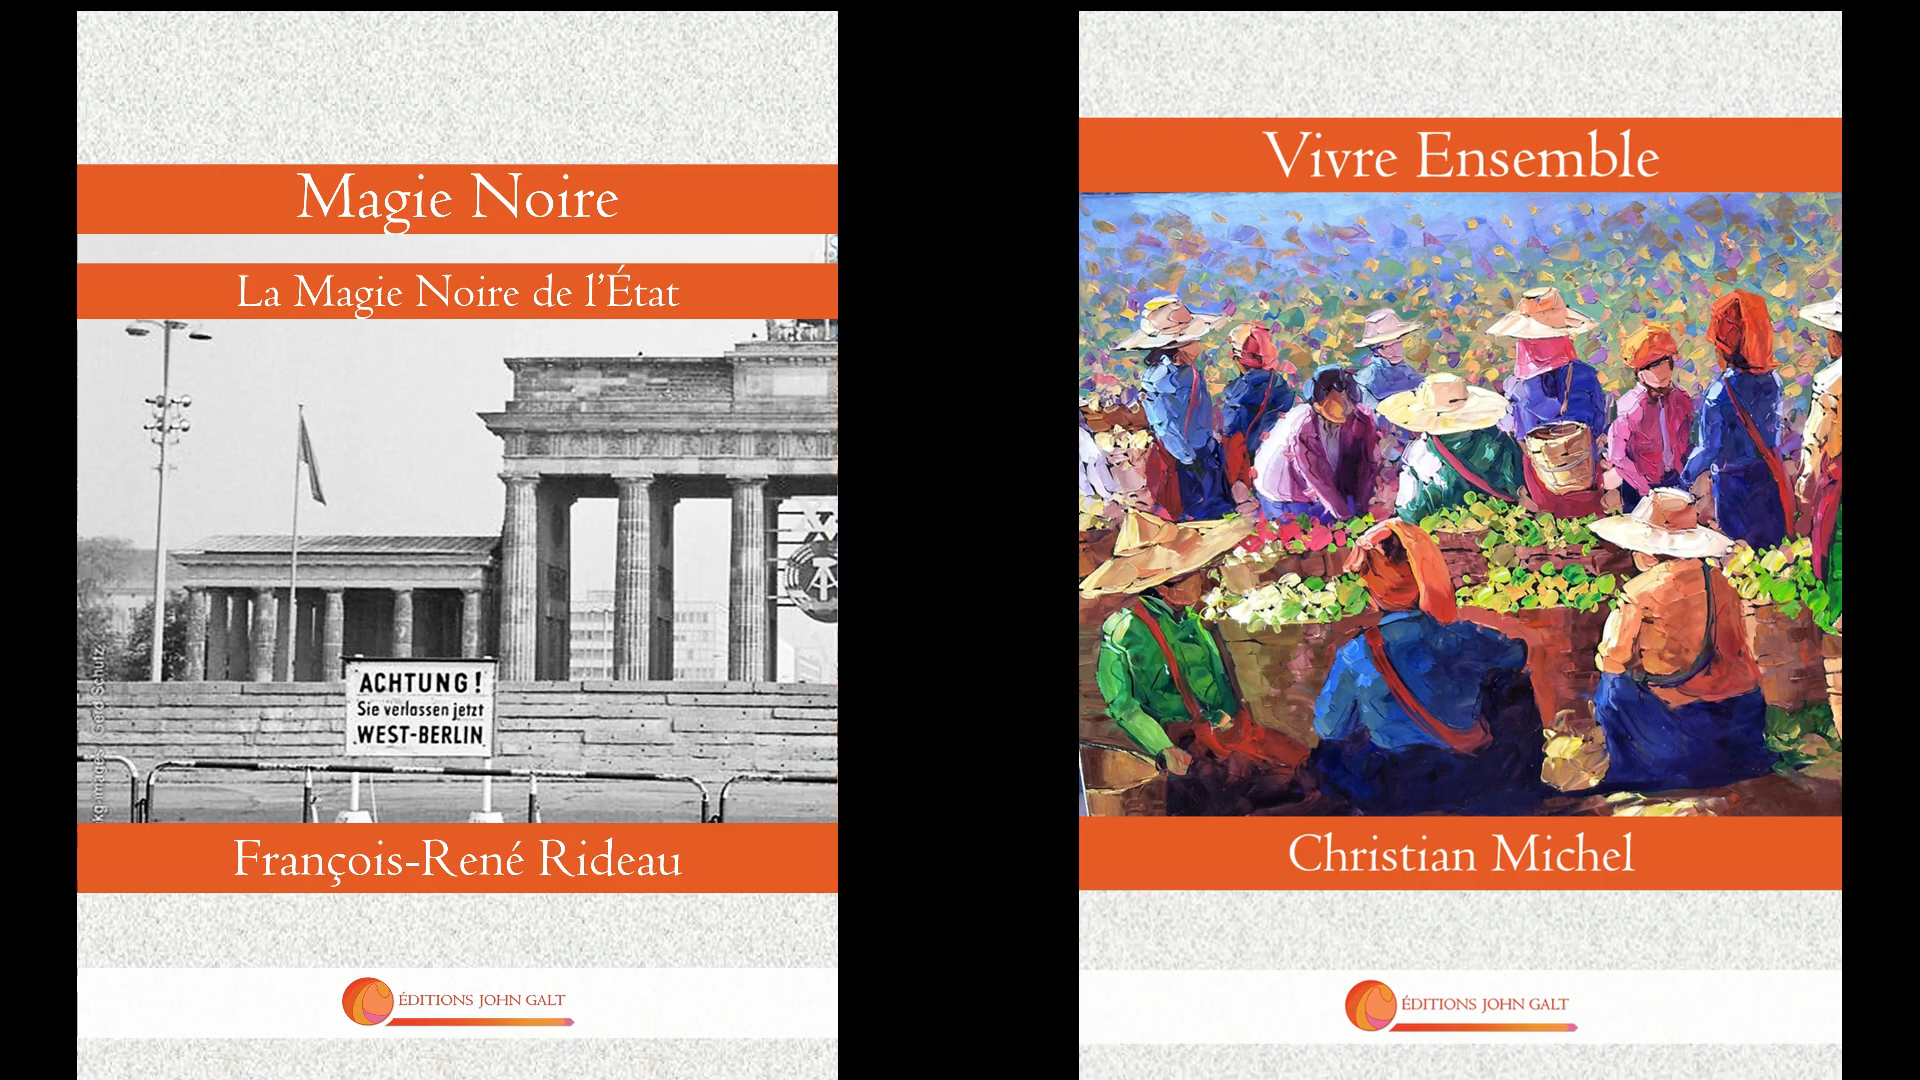 Magie Noire
La Magie Noire de l'État
ACHTUNG!
Sie verlassen jetzt
WEST-BERLIN
François-René Rideau
ÉDITIONS JOHN GALT
Vivre Ensemble
Christian Michel
ÉDITIONS JOHN GALT